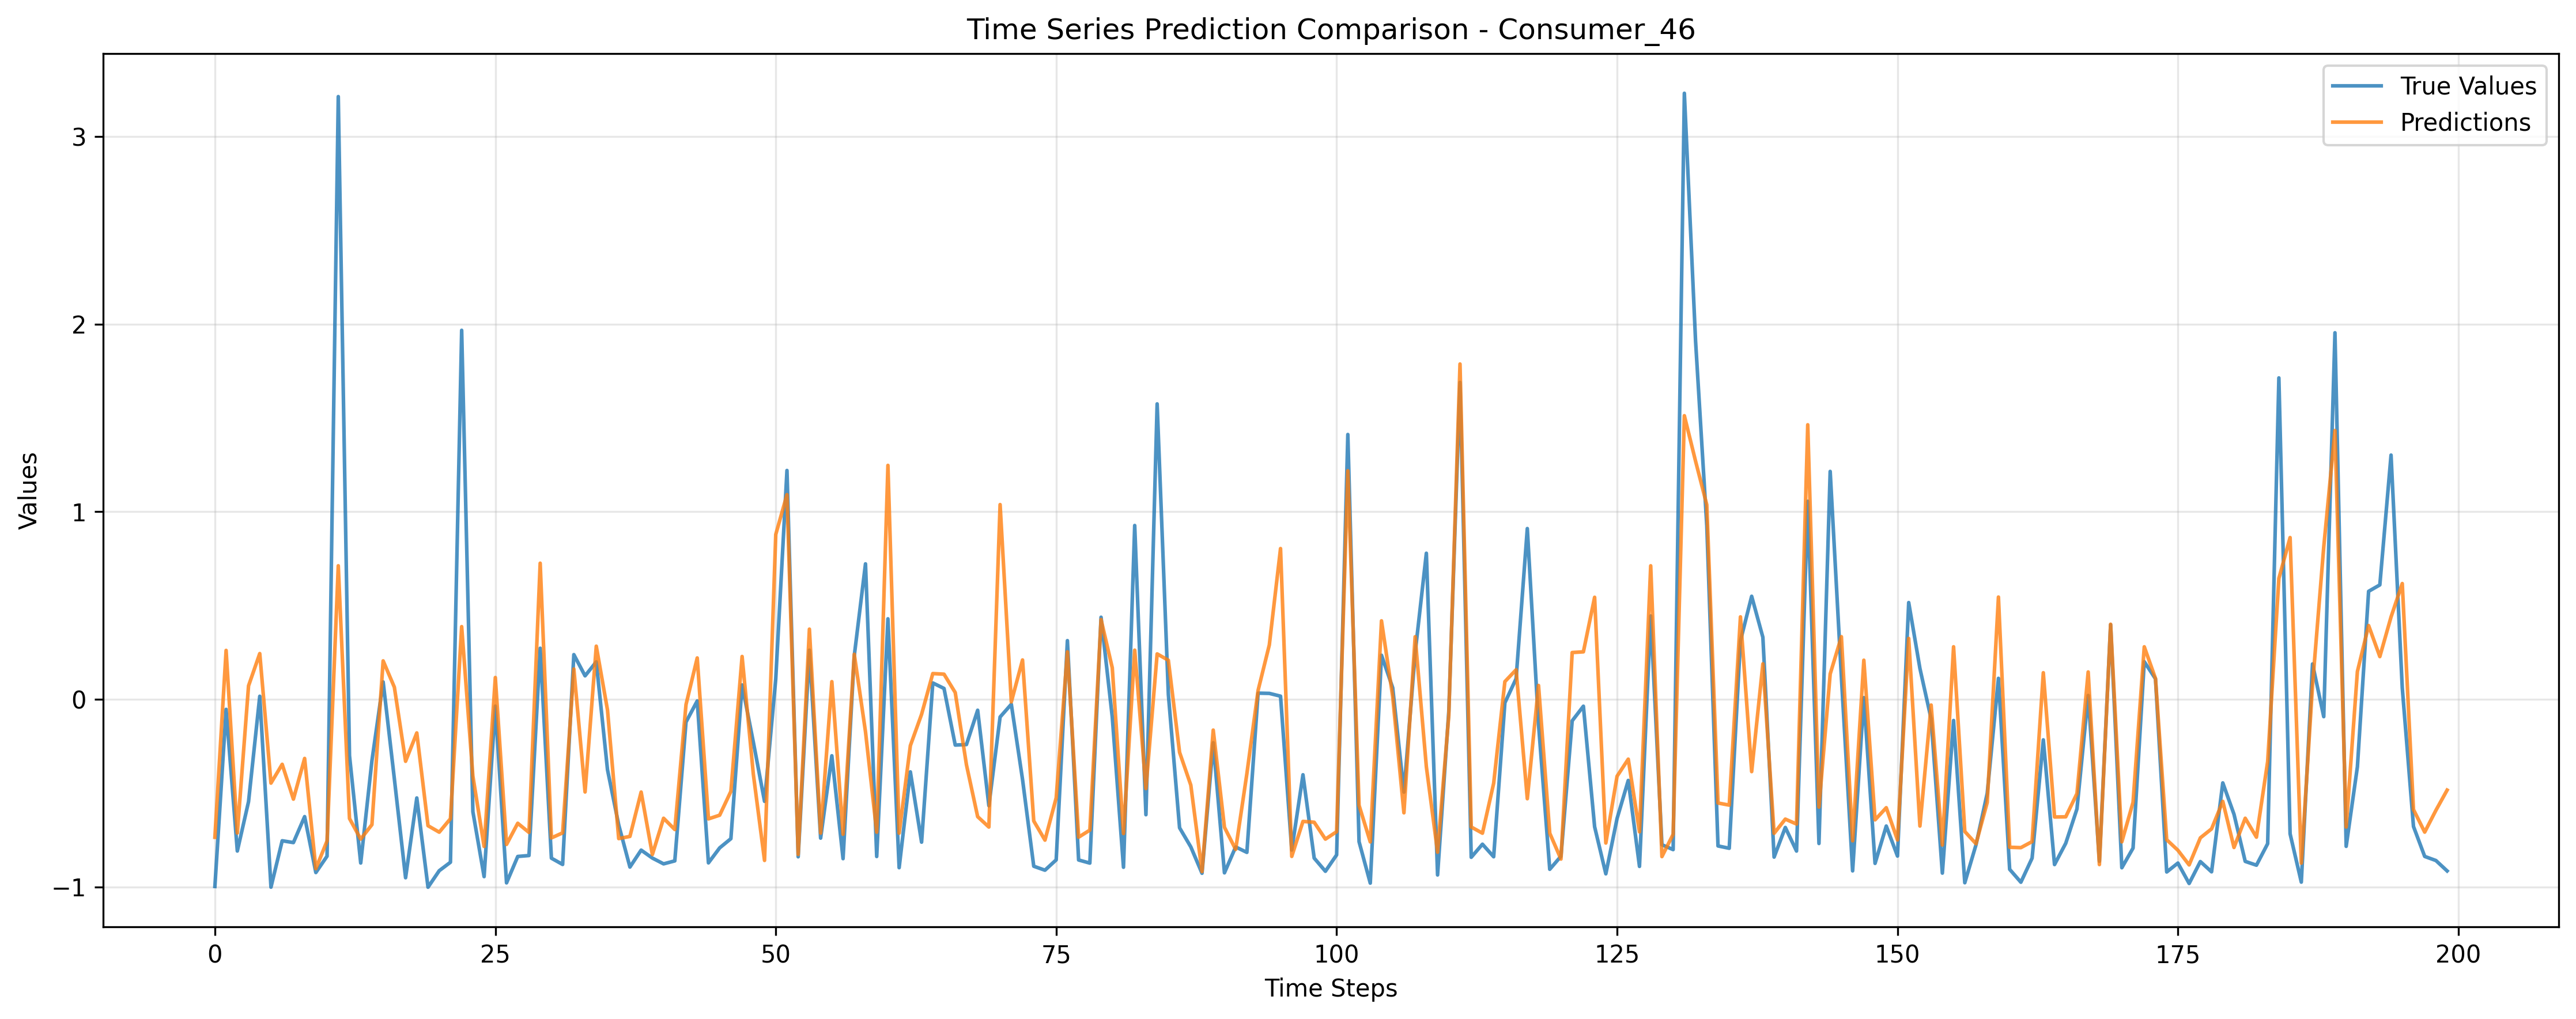 Time Series Prediction Comparison - Consumer_46
True Values
Predictions
Values
3
2
1
0
−1
0 25 50 75 100 125 150 175 200
Time Steps